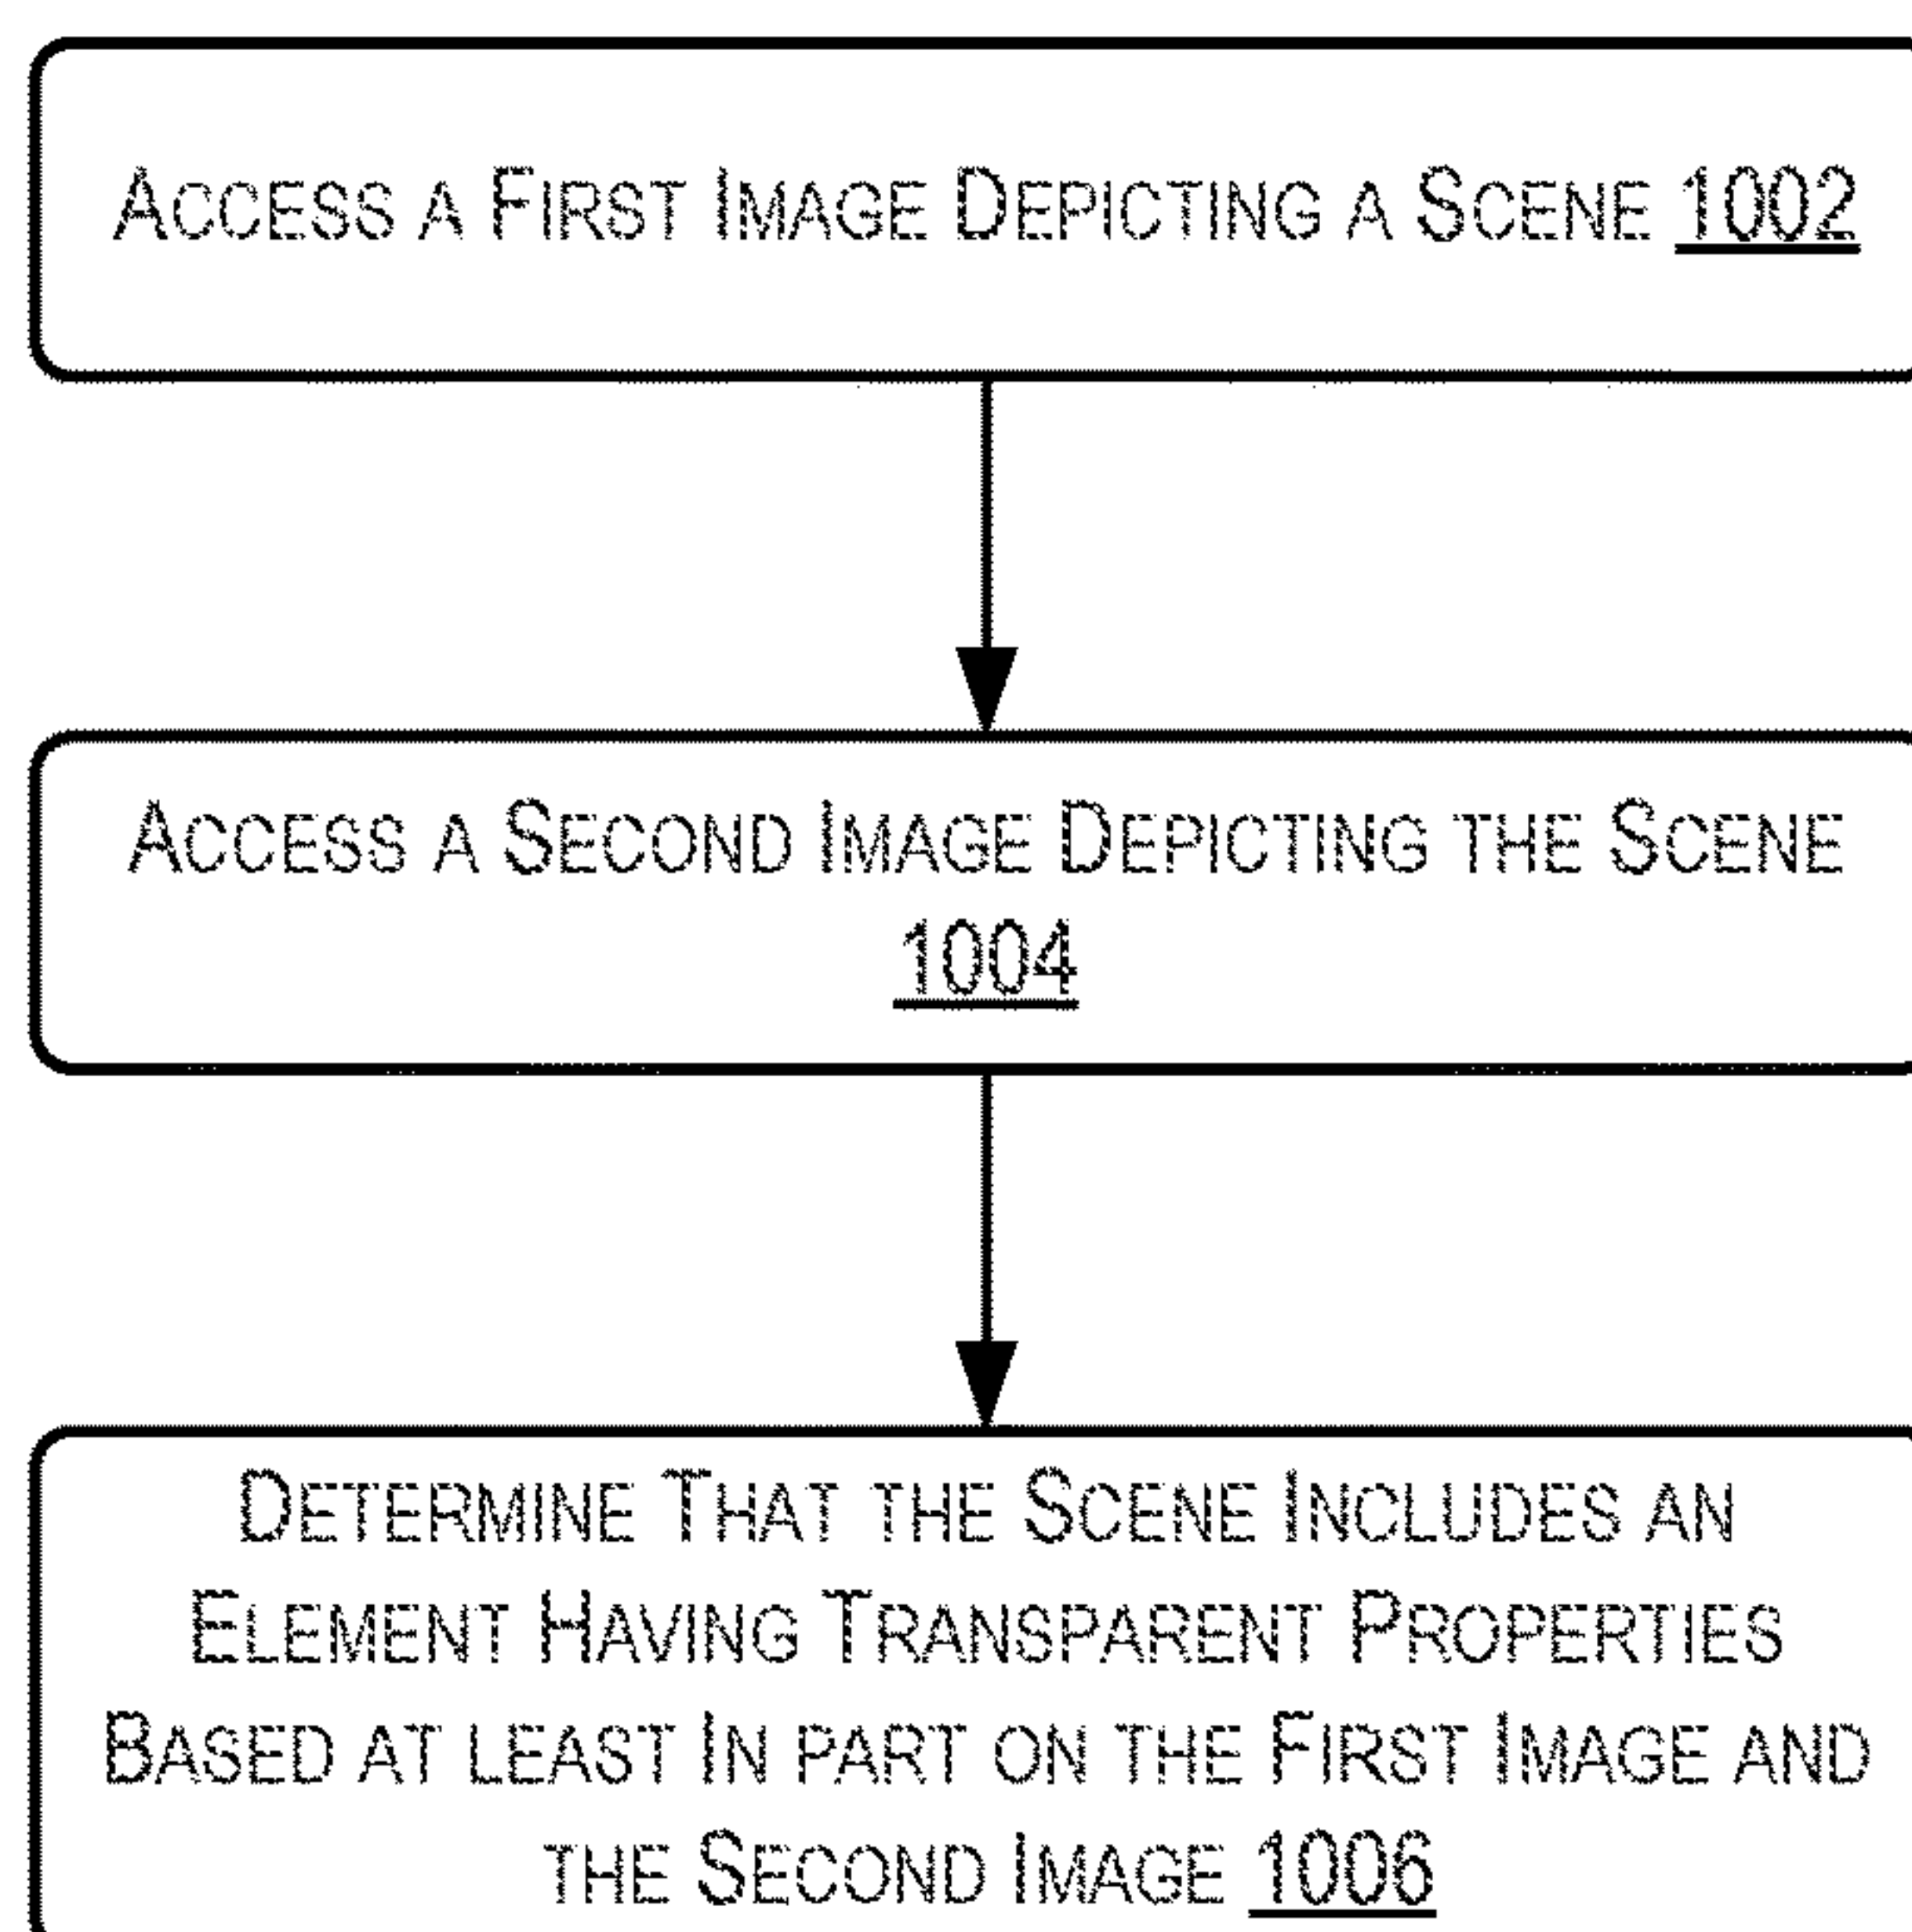 ACCESS A FIRST IMAGE DEPICTING A SCENE 1002
ACCESS A SECOND IMAGE DEPICTING THE SCENE
1004
DETERMINE THAT THE SCENE INCLUDES AN
ELEMENT HAVING TRANSPARENT PROPERTIES
BASED AT LEAST IN PART ON THE FIRST IMAGE AND
THE SECOND IMAGE 1006